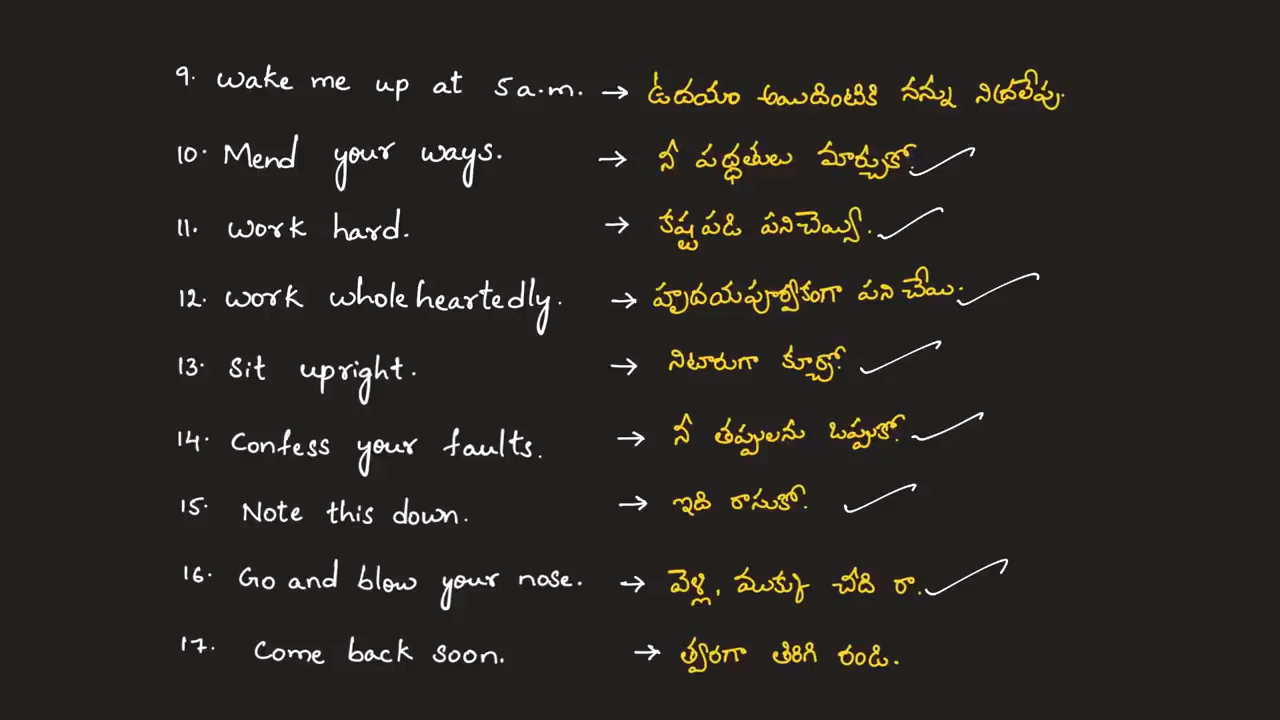 9. Wake me up at 5 a.m. → ఉదయం అయిదింటికి నన్ను నిద్రలేపు.
10. Mend your ways. → నీ పద్ధతులు మార్చుకో.
11. work hard. → కష్టపడి పనిచెయ్యి.
12. work wholeheartedly. → హృదయపూర్వకంగా పని చేయి.
13. Sit upright. → నిటారుగా కూర్చో.
14. Confess your faults. → నీ తప్పులను ఒప్పుకో.
15. Note this down. → ఇది రాసుకో.
16. Go and blow your nose. → వెళ్లి, ముక్కు చీది రా.
17. Come back soon. → త్వరగా తిరిగి రండి.